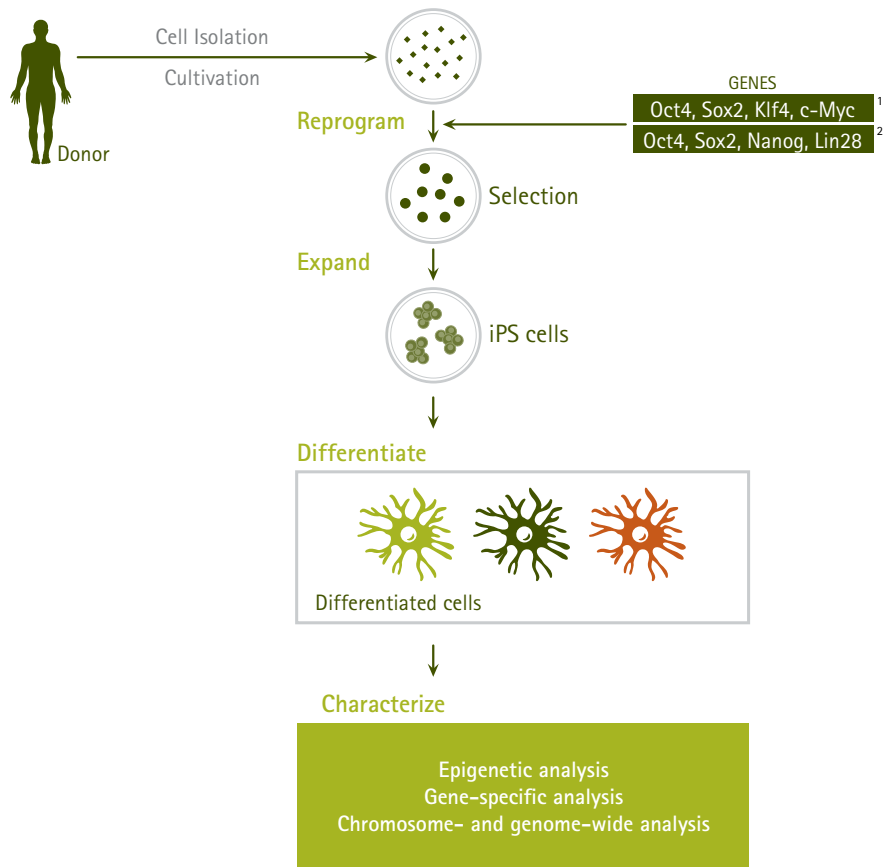 Cell Isolation
Cultivation
Donor
GENES
Oct4, Sox2, Klf4, c-Myc 1
Oct4, Sox2, Nanog, Lin28 2
Reprogram
Selection
Expand
iPS cells
Differentiate
Differentiated cells
Characterize
Epigenetic analysis
Gene-specific analysis
Chromosome- and genome-wide analysis